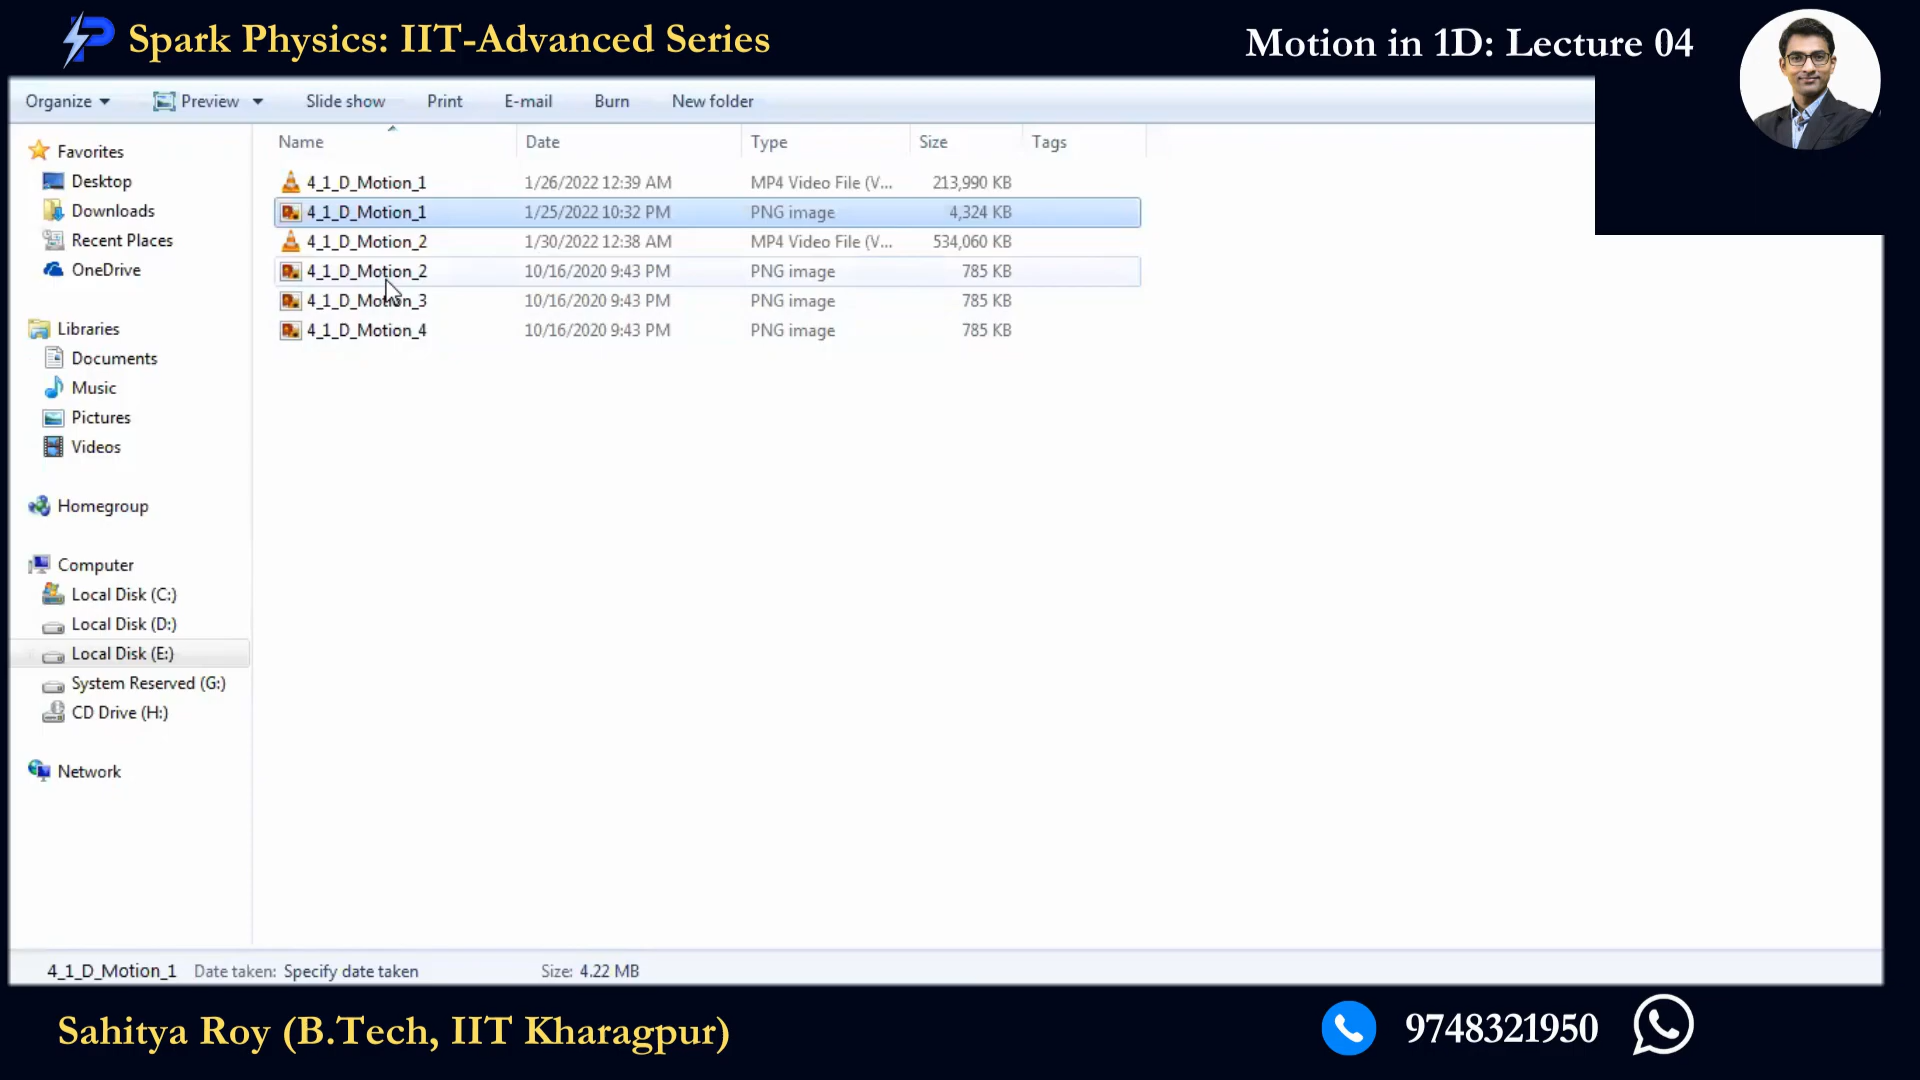 Spark Physics: IIT-Advanced Series
Motion in 1D: Lecture 04
Organize Preview Slide show Print E-mail Burn New folder
Favorites
Desktop
Downloads
Recent Places
OneDrive
Libraries
Documents
Music
Pictures
Videos
Homegroup
Computer
Local Disk (C:)
Local Disk (D:)
Local Disk (E:)
System Reserved (G:)
CD Drive (H:)
Network
Name Date Type Size Tags
4_1_D_Motion_1 1/26/2022 12:39 AM MP4 Video File (V... 213,990 KB
4_1_D_Motion_1 1/25/2022 10:32 PM PNG image 4,324 KB
4_1_D_Motion_2 1/30/2022 12:38 AM MP4 Video File (V... 534,060 KB
4_1_D_Motion_2 10/16/2020 9:43 PM PNG image 785 KB
4_1_D_Motion_3 10/16/2020 9:43 PM PNG image 785 KB
4_1_D_Motion_4 10/16/2020 9:43 PM PNG image 785 KB
4_1_D_Motion_1 Date taken: Specify date taken Size: 4.22 MB
Sahitya Roy (B.Tech, IIT Kharagpur)
9748321950